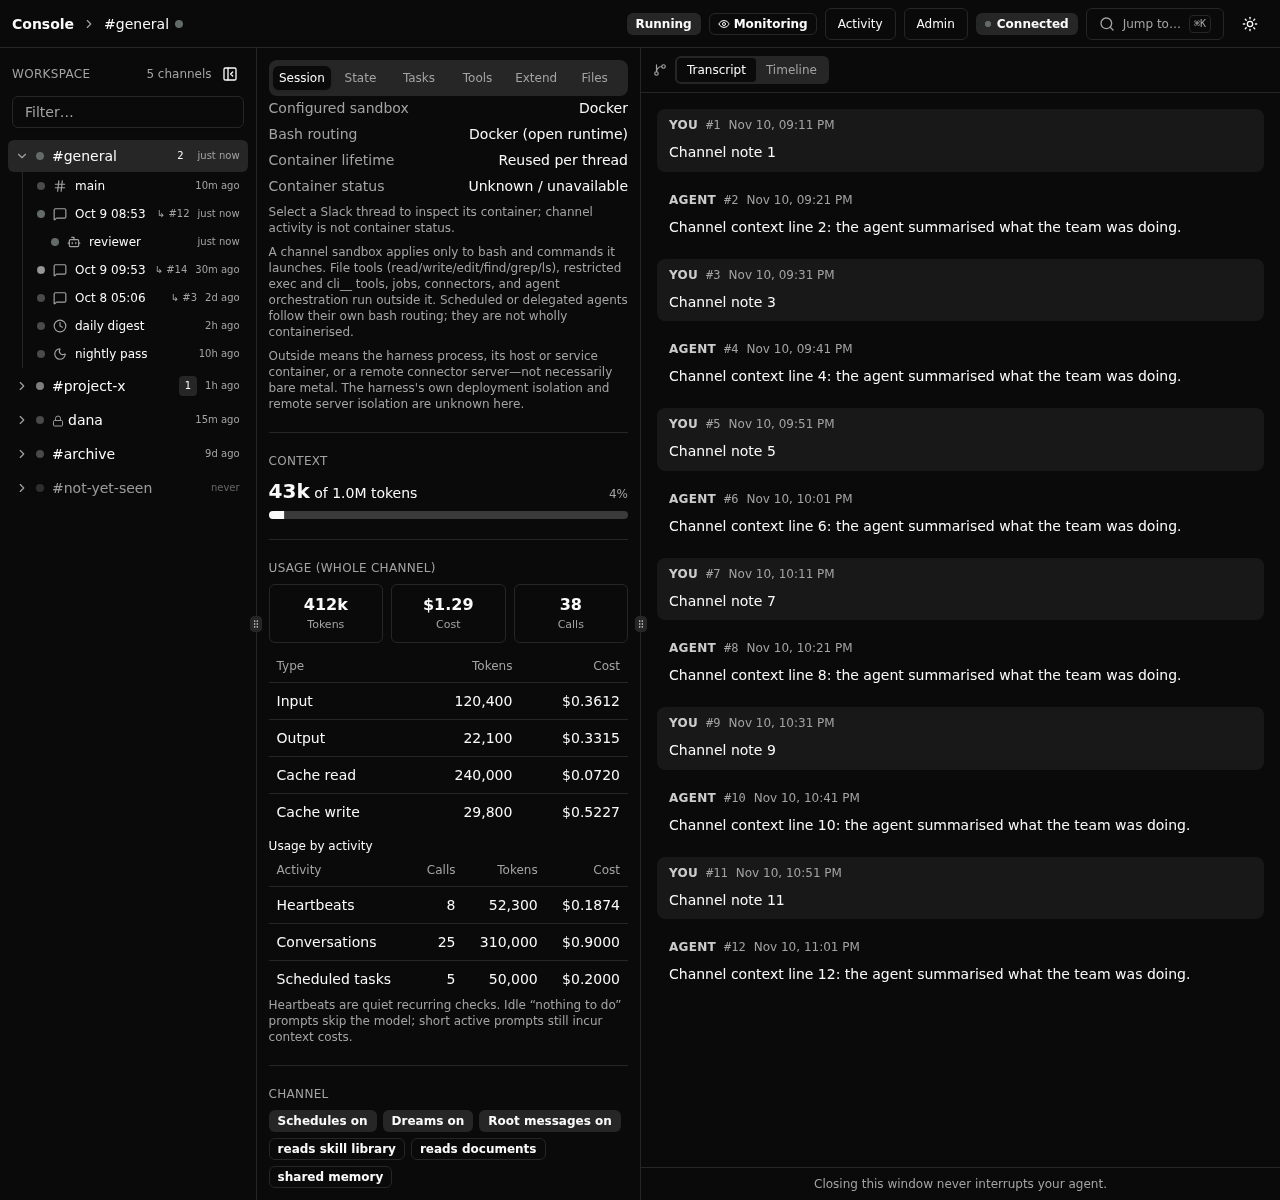 Console > #general
Running
Monitoring
Activity
Admin
Connected
Jump to… ⌘K
WORKSPACE 5 channels
Filter…
#general 2 just now
main 10m ago
Oct 9 08:53 ↳ #12 just now
reviewer just now
Oct 9 09:53 ↳ #14 30m ago
Oct 8 05:06 ↳ #3 2d ago
daily digest 2h ago
nightly pass 10h ago
#project-x 1 1h ago
dana 15m ago
#archive 9d ago
#not-yet-seen never
Session State Tasks Tools Extend Files
Configured sandbox Docker
Bash routing Docker (open runtime)
Container lifetime Reused per thread
Container status Unknown / unavailable
Select a Slack thread to inspect its container; channel
activity is not container status.
A channel sandbox applies only to bash and commands it
launches. File tools (read/write/edit/find/grep/ls), restricted
exec and cli__ tools, jobs, connectors, and agent
orchestration run outside it. Scheduled or delegated agents
follow their own bash routing; they are not wholly
containerised.
Outside means the harness process, its host or service
container, or a remote connector server—not necessarily
bare metal. The harness's own deployment isolation and
remote server isolation are unknown here.
CONTEXT
43k of 1.0M tokens 4%
USAGE (WHOLE CHANNEL)
412k $1.29 38
Tokens Cost Calls
Type Tokens Cost
Input 120,400 $0.3612
Output 22,100 $0.3315
Cache read 240,000 $0.0720
Cache write 29,800 $0.5227
Usage by activity
Activity Calls Tokens Cost
Heartbeats 8 52,300 $0.1874
Conversations 25 310,000 $0.9000
Scheduled tasks 5 50,000 $0.2000
Heartbeats are quiet recurring checks. Idle “nothing to do”
prompts skip the model; short active prompts still incur
context costs.
CHANNEL
Schedules on Dreams on Root messages on
reads skill library reads documents
shared memory
Transcript Timeline
YOU #1 Nov 10, 09:11 PM
Channel note 1
AGENT #2 Nov 10, 09:21 PM
Channel context line 2: the agent summarised what the team was doing.
YOU #3 Nov 10, 09:31 PM
Channel note 3
AGENT #4 Nov 10, 09:41 PM
Channel context line 4: the agent summarised what the team was doing.
YOU #5 Nov 10, 09:51 PM
Channel note 5
AGENT #6 Nov 10, 10:01 PM
Channel context line 6: the agent summarised what the team was doing.
YOU #7 Nov 10, 10:11 PM
Channel note 7
AGENT #8 Nov 10, 10:21 PM
Channel context line 8: the agent summarised what the team was doing.
YOU #9 Nov 10, 10:31 PM
Channel note 9
AGENT #10 Nov 10, 10:41 PM
Channel context line 10: the agent summarised what the team was doing.
YOU #11 Nov 10, 10:51 PM
Channel note 11
AGENT #12 Nov 10, 11:01 PM
Channel context line 12: the agent summarised what the team was doing.
Closing this window never interrupts your agent.